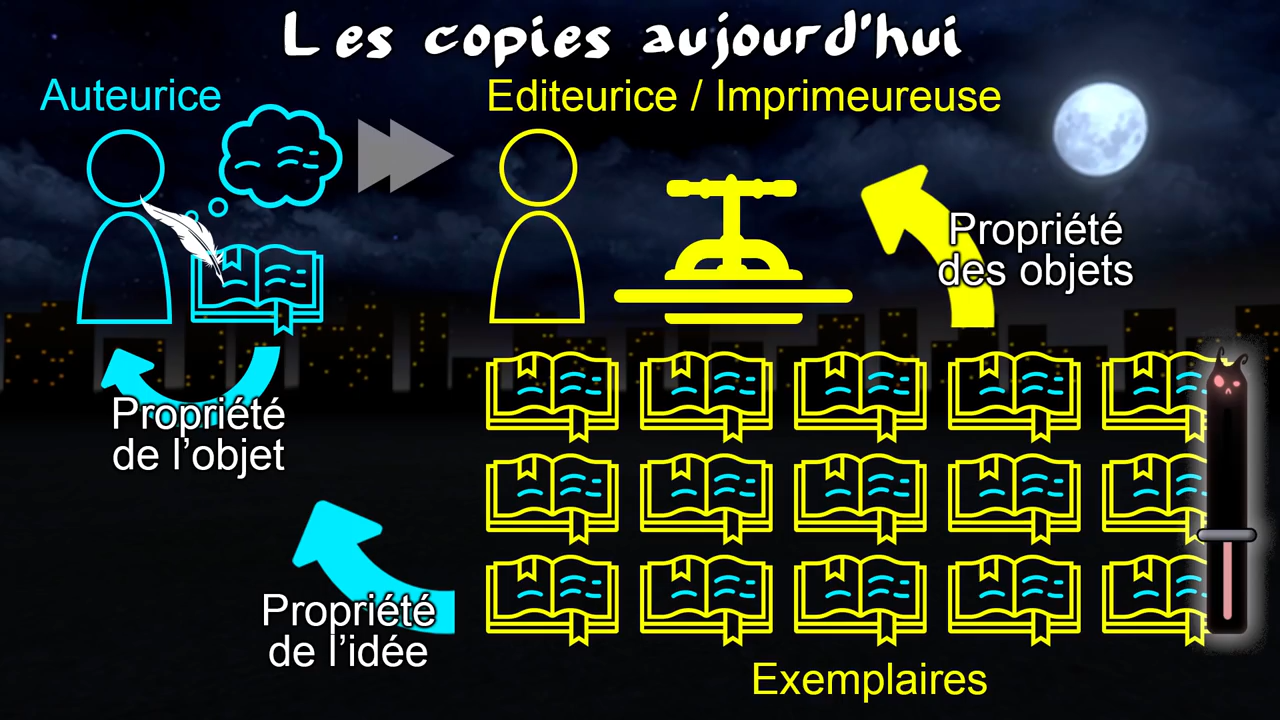 Les copies aujourd'hui
Auteurice
Editeurice / Imprimeureuse
Propriété
des objets
Propriété
de l'objet
Propriété
de l'idée
Exemplaires